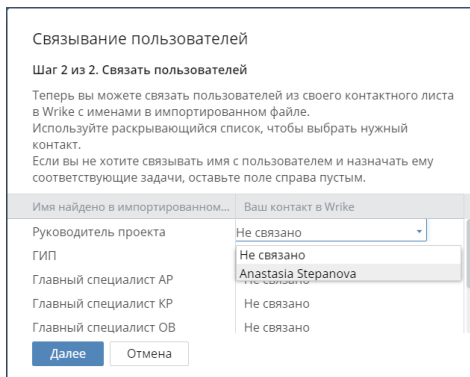 Связывание пользователей
Шаг 2 из 2. Связать пользователей
Теперь вы можете связать пользователей из своего контактного листа
в Wrike с именами в импортированном файле.
Используйте раскрывающийся список, чтобы выбрать нужный
контакт.
Если вы не хотите связывать имя с пользователем и назначать ему
соответствующие задачи, оставьте поле справа пустым.
Имя найдено в импортированном... Ваш контакт в Wrike
Руководитель проекта Не связано
ГИП Не связано
Anastasia Stepanova
Главный специалист АР Не связано
Главный специалист КР Не связано
Главный специалист ОВ Не связано
Далее Отмена